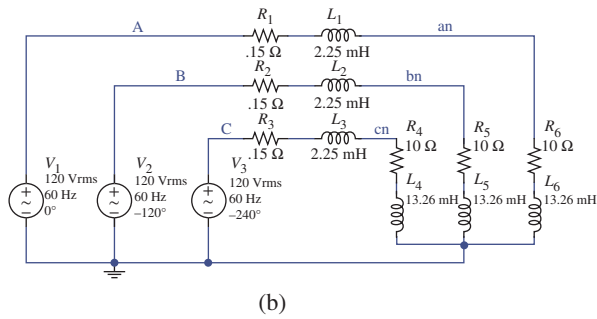 A
R1
L1
an
.15 Ω
2.25 mH
B
R2
L2
bn
.15 Ω
2.25 mH
C
R3
L3
cn
.15 Ω
2.25 mH
R4
10 Ω
R5
10 Ω
R6
10 Ω
V1
120 Vrms
60 Hz
0°
V2
120 Vrms
60 Hz
–120°
V3
120 Vrms
60 Hz
–240°
L4
13.26 mH
L5
13.26 mH
L6
13.26 mH
(b)